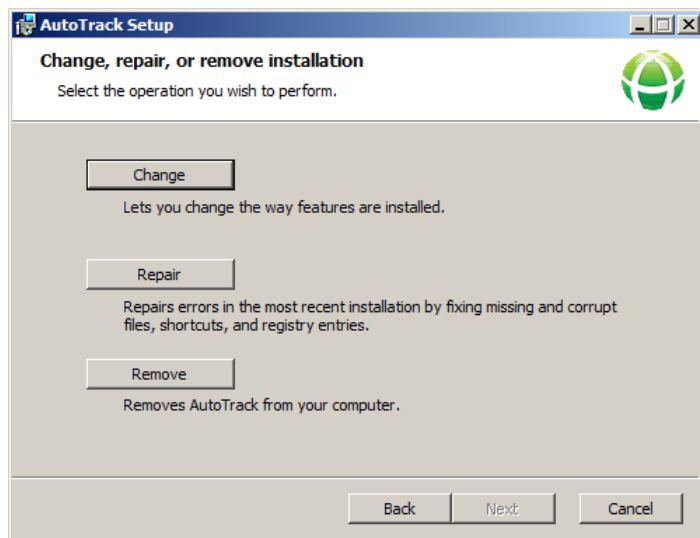 AutoTrack Setup
Change, repair, or remove installation
Select the operation you wish to perform.
Change
Lets you change the way features are installed.
Repair
Repairs errors in the most recent installation by fixing missing and corrupt
files, shortcuts, and registry entries.
Remove
Removes AutoTrack from your computer.
Back Next Cancel